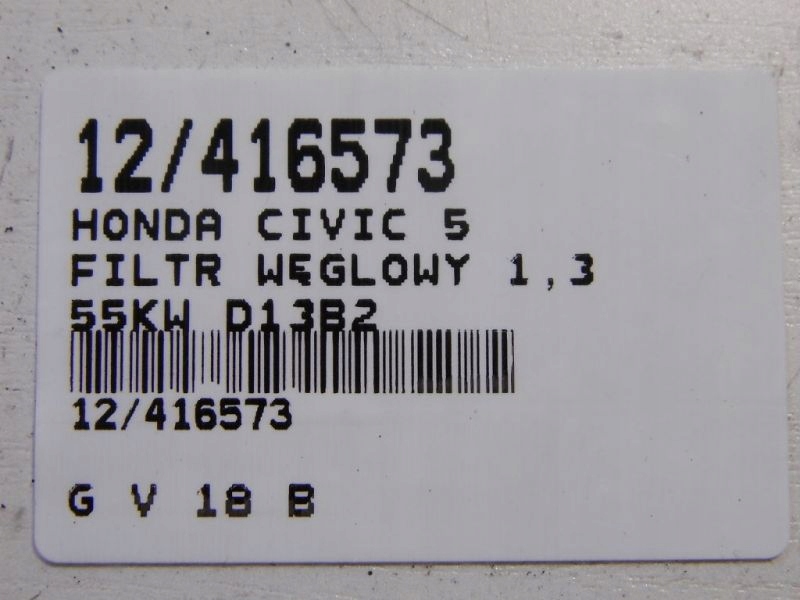 12/416573
HONDA CIVIC 5
FILTR WĘGLOWY 1,3
55KW D13B2
12/416573
G V 18 B